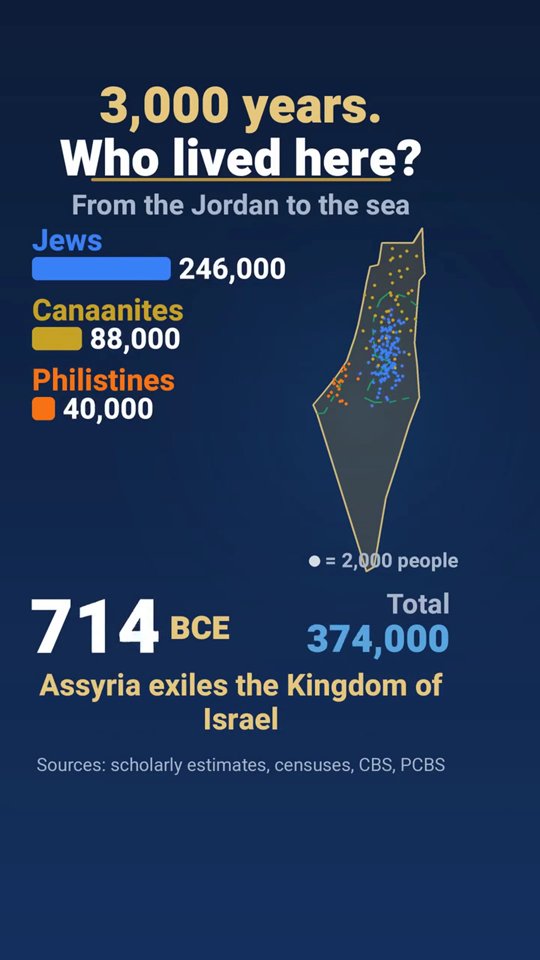 3,000 years.
Who lived here?
From the Jordan to the sea
Jews
246,000
Canaanites
88,000
Philistines
40,000
= 2,000 people
714 BCE
Total
374,000
Assyria exiles the Kingdom of
Israel
Sources: scholarly estimates, censuses, CBS, PCBS